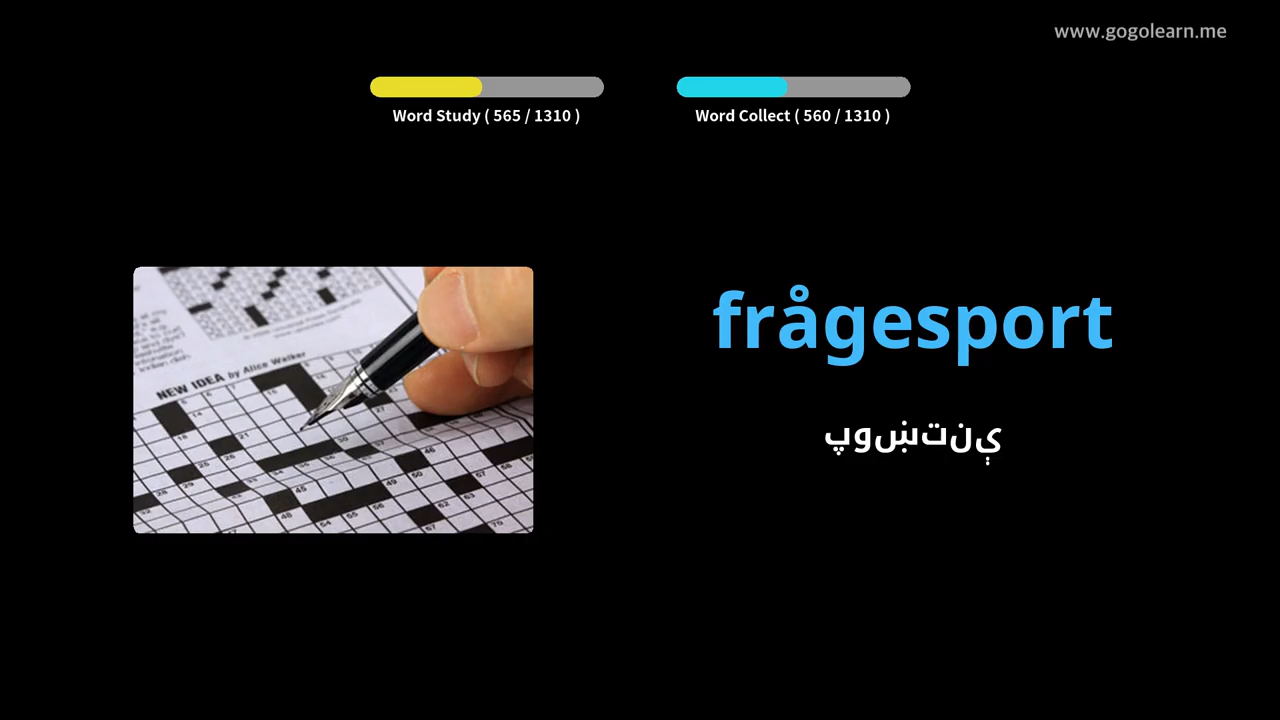 www.gogolearn.me
Word Study ( 565 / 1310 )
Word Collect ( 560 / 1310 )
frågesport
پوښتنې
NEW IDEA by Alice Walker